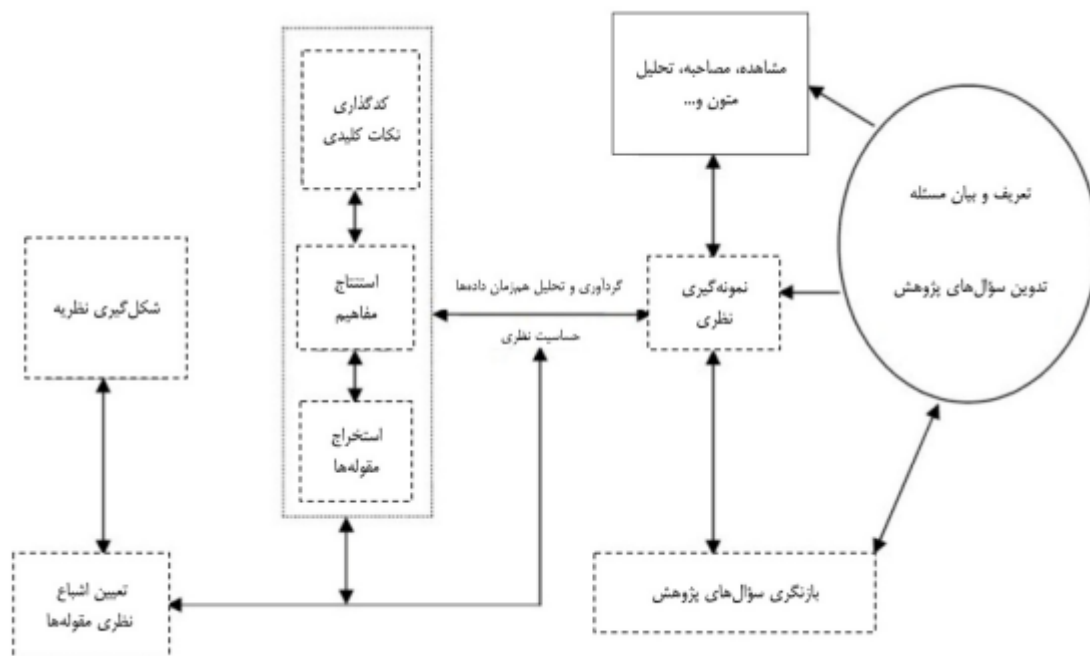 مشاهده، مصاحبه، تحلیل
متون و...
تعریف و بیان مسئله
تدوین سؤال‌های پژوهش
نمونه‌گیری
نظری
بازنگری سؤال‌های پژوهش
گردآوری و تحلیل هم‌زمان داده‌ها
حساسیت نظری
کدگذاری
نکات کلیدی
استنتاج
مفاهیم
استخراج
مقوله‌ها
شکل‌گیری نظریه
تعیین اشباع
نظری مقوله‌ها